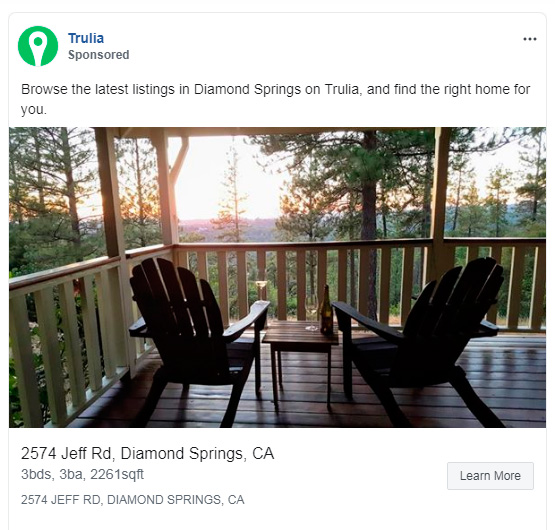 Trulia
Sponsored
Browse the latest listings in Diamond Springs on Trulia, and find the right home for
you.
2574 Jeff Rd, Diamond Springs, CA
3bds, 3ba, 2261sqft
Learn More
2574 JEFF RD, DIAMOND SPRINGS, CA